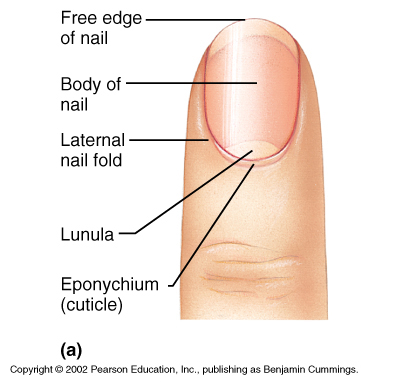 Free edge
of nail
Body of
nail
Laternal
nail fold
Lunula
Eponychium
(cuticle)
(a)
Copyright © 2002 Pearson Education, Inc., publishing as Benjamin Cummings.